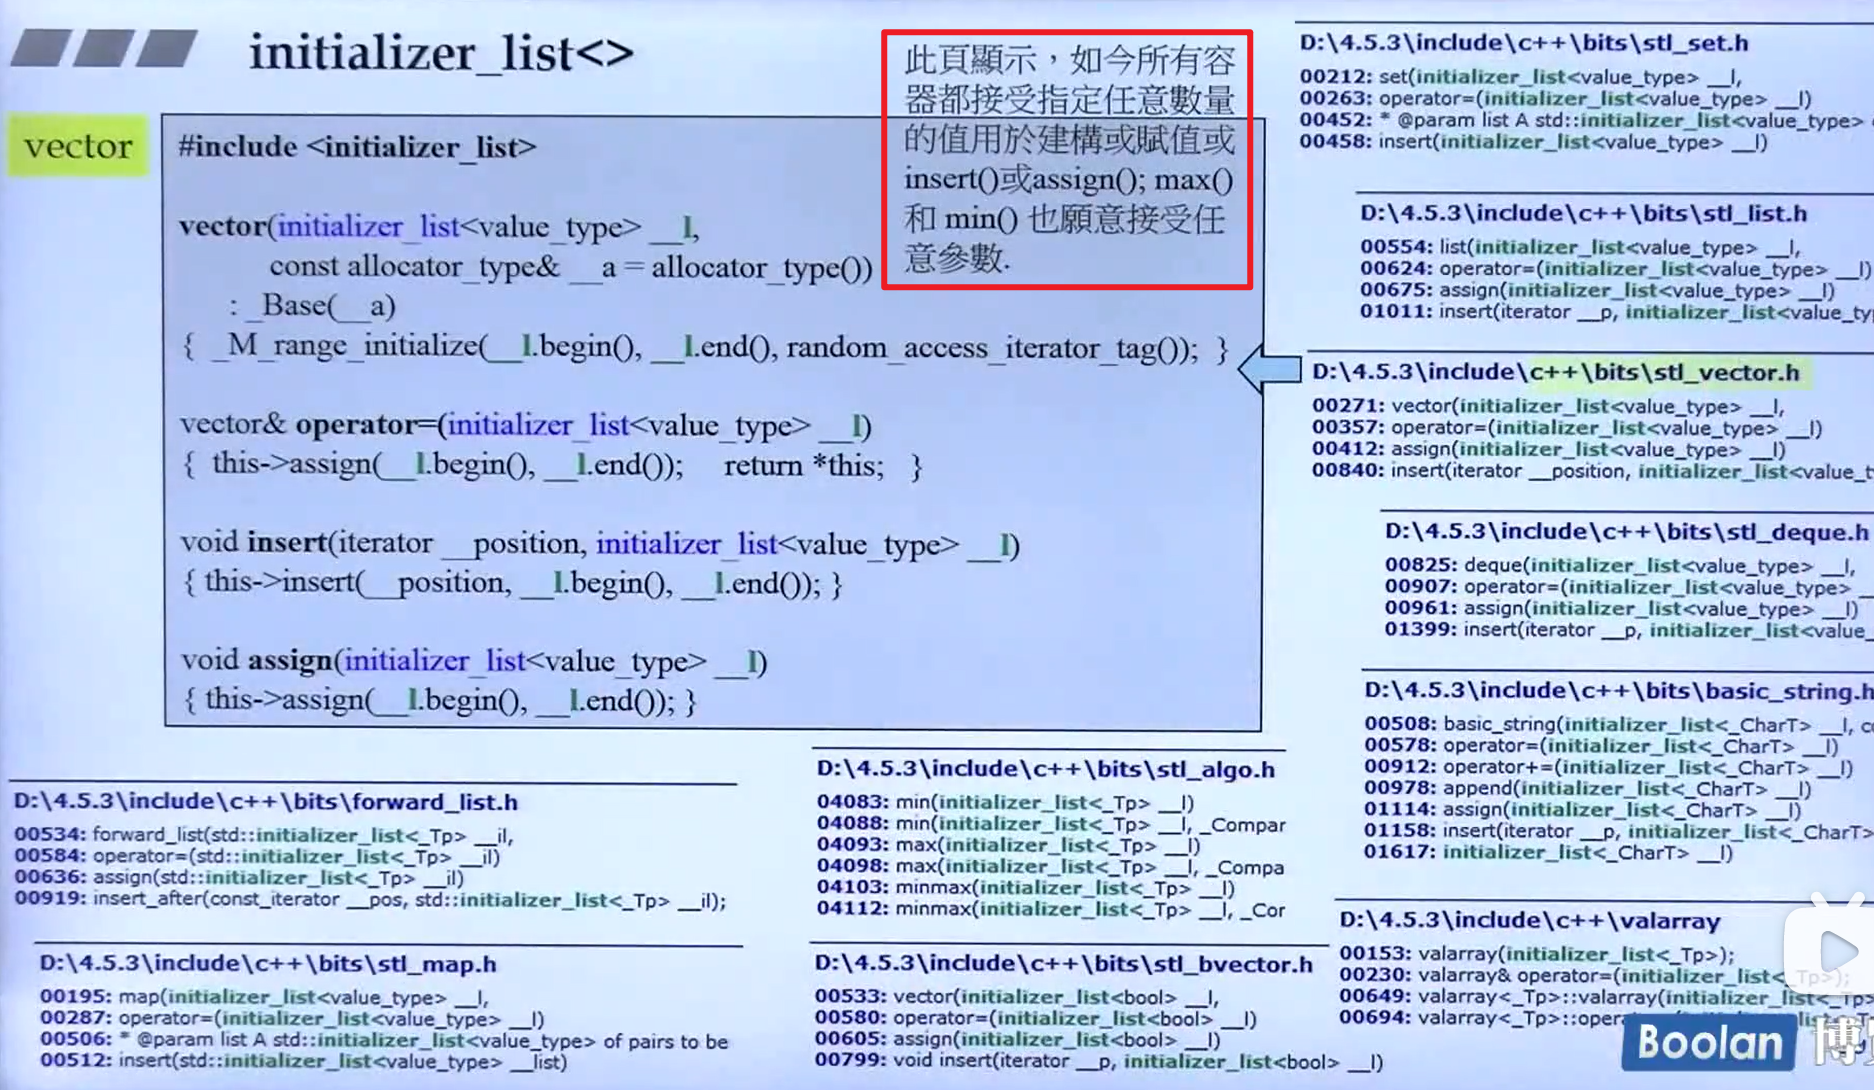 initializer_list<>
此頁顯示，如今所有容
器都接受指定任意數量
的值用於建構或賦值或
insert()或assign(); max()
和 min() 也願意接受任
意參數.
vector
#include <initializer_list>
vector(initializer_list<value_type> __l,
const allocator_type& __a = allocator_type())
: _Base(__a)
{ _M_range_initialize(__l.begin(), __l.end(), random_access_iterator_tag()); }
vector& operator=(initializer_list<value_type> __l)
{ this->assign(__l.begin(), __l.end()); return *this; }
void insert(iterator __position, initializer_list<value_type> __l)
{ this->insert(__position, __l.begin(), __l.end()); }
void assign(initializer_list<value_type> __l)
{ this->assign(__l.begin(), __l.end()); }
D:\4.5.3\include\c++\bits\stl_set.h
00212: set(initializer_list<value_type> __l,
00263: operator=(initializer_list<value_type> __l)
00452: * @param list A std::initializer_list<value_type>
00458: insert(initializer_list<value_type> __l)
D:\4.5.3\include\c++\bits\stl_list.h
00554: list(initializer_list<value_type> __l,
00624: operator=(initializer_list<value_type> __l)
00675: assign(initializer_list<value_type> __l)
01011: insert(iterator __p, initializer_list<value_ty
D:\4.5.3\include\c++\bits\stl_vector.h
00271: vector(initializer_list<value_type> __l,
00357: operator=(initializer_list<value_type> __l)
00412: assign(initializer_list<value_type> __l)
00840: insert(iterator __position, initializer_list<value_t
D:\4.5.3\include\c++\bits\stl_deque.h
00825: deque(initializer_list<value_type> __l,
00907: operator=(initializer_list<value_type> __
00961: assign(initializer_list<value_type> __l)
01399: insert(iterator __p, initializer_list<value_
D:\4.5.3\include\c++\bits\basic_string.h
00508: basic_string(initializer_list<_CharT> __l, c
00578: operator=(initializer_list<_CharT> __l)
00912: operator+=(initializer_list<_CharT> __l)
00978: append(initializer_list<_CharT> __l)
01114: assign(initializer_list<_CharT> __l)
01158: insert(iterator __p, initializer_list<_CharT>
01617: initializer_list<_CharT> __l)
D:\4.5.3\include\c++\valarray
00153: valarray(initializer_list<_Tp>);
00230: valarray& operator=(initializer_list<_Tp>);
00649: valarray<_Tp>::valarray(initializer_list<_Tp>
00694: valarray<_Tp>::oper
D:\4.5.3\include\c++\bits\stl_algo.h
04083: min(initializer_list<_Tp> __l)
04088: min(initializer_list<_Tp> __l, _Compar
04093: max(initializer_list<_Tp> __l)
04098: max(initializer_list<_Tp> __l, _Compa
04103: minmax(initializer_list<_Tp> __l)
04112: minmax(initializer_list<_Tp> __l, _Cor
D:\4.5.3\include\c++\bits\stl_bvector.h
00533: vector(initializer_list<bool> __l,
00580: operator=(initializer_list<bool> __l)
00605: assign(initializer_list<bool> __l)
00799: void insert(iterator __p, initializer_list<bool> __l)
D:\4.5.3\include\c++\bits\forward_list.h
00534: forward_list(std::initializer_list<_Tp> __il,
00584: operator=(std::initializer_list<_Tp> __il)
00636: assign(std::initializer_list<_Tp> __il)
00919: insert_after(const_iterator __pos, std::initializer_list<_Tp> __il);
D:\4.5.3\include\c++\bits\stl_map.h
00195: map(initializer_list<value_type> __l,
00287: operator=(initializer_list<value_type> __l)
00506: * @param list A std::initializer_list<value_type> of pairs to be
00512: insert(std::initializer_list<value_type> __list)
Boolan 博